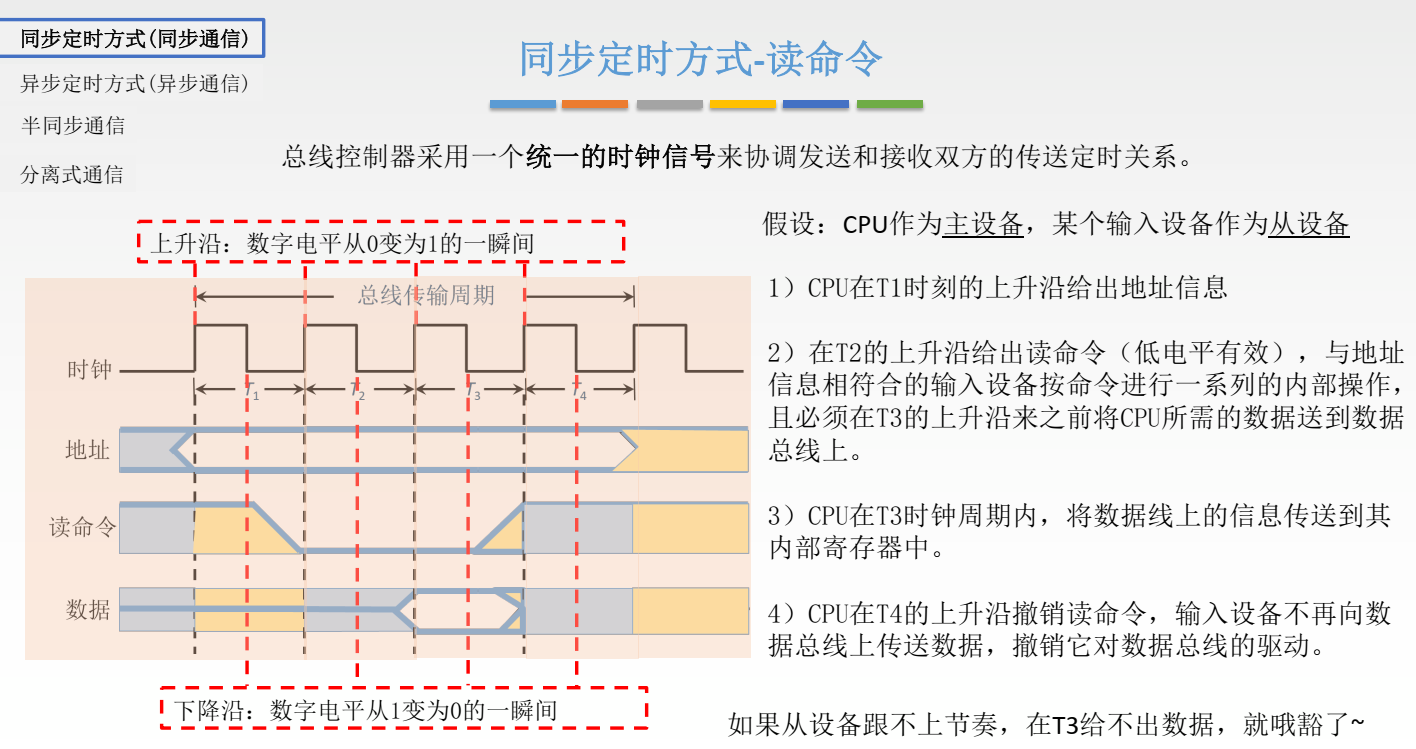 同步定时方式(同步通信)
异步定时方式(异步通信)
半同步通信
分离式通信
同步定时方式-读命令
总线控制器采用一个统一的时钟信号来协调发送和接收双方的传送定时关系。
上升沿：数字电平从0变为1的一瞬间
总线传输周期
时钟
T1 T2 T3 T4
地址
读命令
数据
下降沿：数字电平从1变为0的一瞬间
假设：CPU作为主设备，某个输入设备作为从设备
1）CPU在T1时刻的上升沿给出地址信息
2）在T2的上升沿给出读命令（低电平有效），与地址
信息相符合的输入设备按命令进行一系列的内部操作，
且必须在T3的上升沿来之前将CPU所需的数据送到数据
总线上。
3）CPU在T3时钟周期内，将数据线上的信息传送到其
内部寄存器中。
4）CPU在T4的上升沿撤销读命令，输入设备不再向数
据总线上传送数据，撤销它对数据总线的驱动。
如果从设备跟不上节奏，在T3给不出数据，就哦豁了~